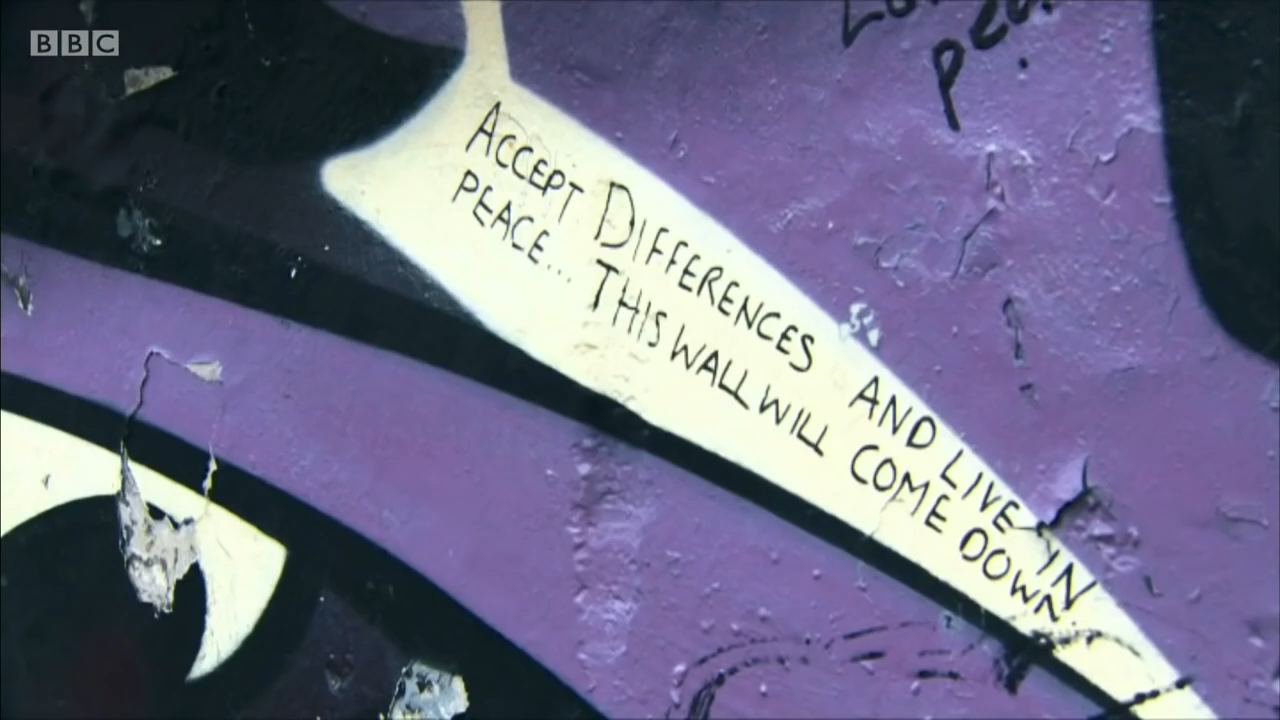 BBC
ACCEPT DIFFERENCES AND LIVE IN
PEACE... THIS WALL WILL COME DOWN.